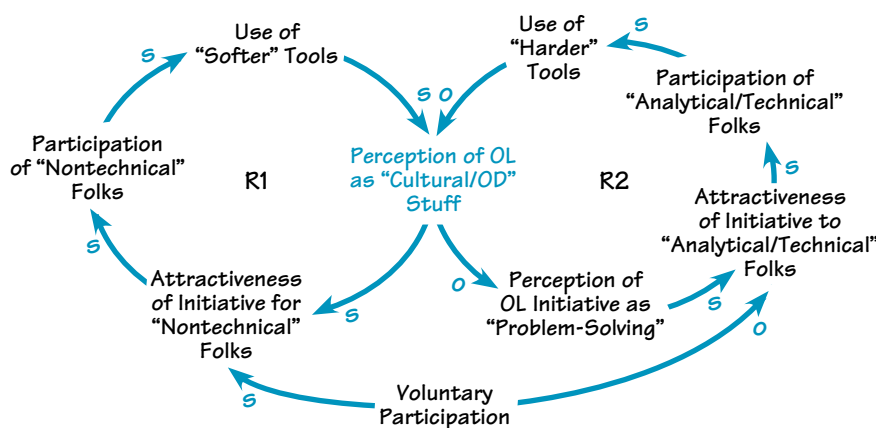 Use of
“Softer” Tools
Use of
“Harder”
Tools
Participation of
“Analytical/Technical”
Folks
Participation
of “Nontechnical”
Folks
Perception of OL
as “Cultural/OD”
Stuff
R1
R2
Attractiveness
of Initiative to
“Analytical/Technical”
Folks
Attractiveness
of Initiative for
“Nontechnical”
Folks
Perception of
OL Initiative as
“Problem-Solving”
Voluntary
Participation
S
S
S
O
S
S
S
O
S
S
S
O